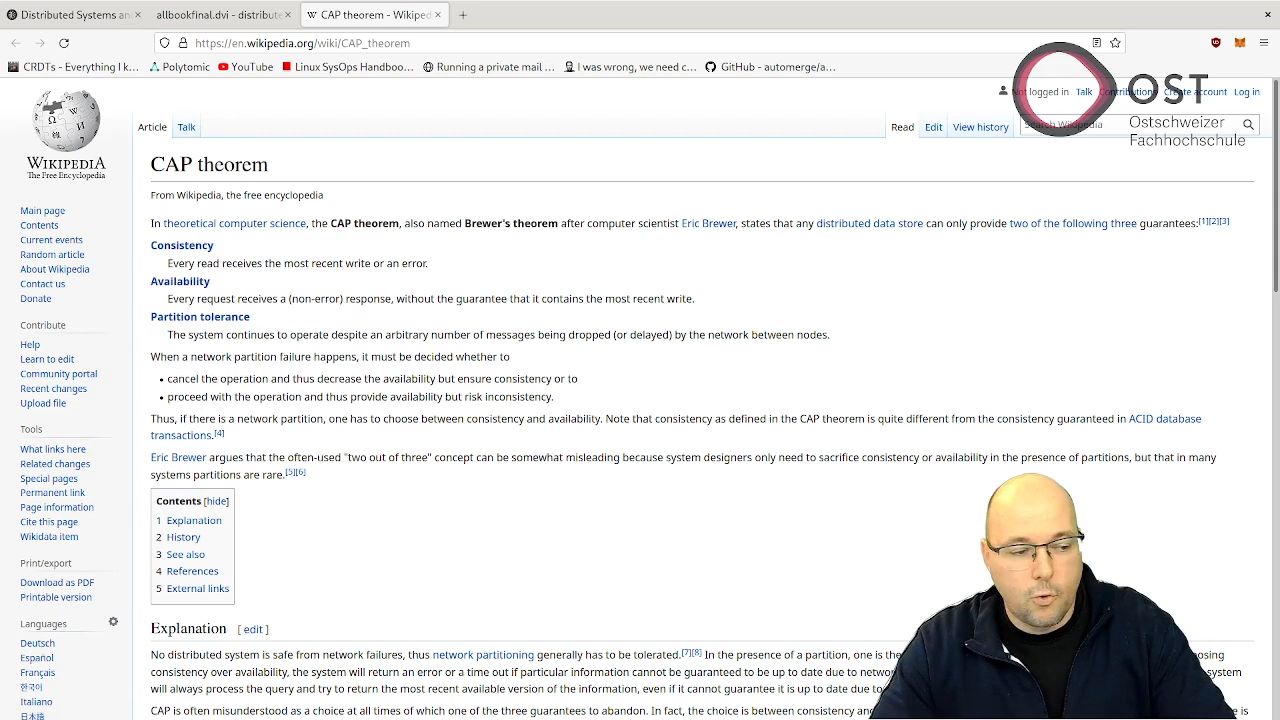 Distributed Systems an
allbookfinal.dvi - distribute
CAP theorem - Wikiped
https://en.wikipedia.org/wiki/CAP_theorem
CRDTs - Everything I k...
Polytomic
YouTube
Linux SysOps Handboo...
Running a private mail ...
I was wrong, we need c...
GitHub - automerge/a...
OST
Ostschweizer
Fachhochschule
Not logged in
Talk
Contributions
Create account
Log in
Article
Talk
Read
Edit
View history
Search Wikipedia
WIKIPEDIA
The Free Encyclopedia
Main page
Contents
Current events
Random article
About Wikipedia
Contact us
Donate
Contribute
Help
Learn to edit
Community portal
Recent changes
Upload file
Tools
What links here
Related changes
Special pages
Permanent link
Page information
Cite this page
Wikidata item
Print/export
Download as PDF
Printable version
Languages
Deutsch
Español
Français
한국어
Italiano
日本語
CAP theorem
From Wikipedia, the free encyclopedia
In theoretical computer science, the CAP theorem, also named Brewer's theorem after computer scientist Eric Brewer, states that any distributed data store can only provide two of the following three guarantees:[1][2][3]
Consistency
Every read receives the most recent write or an error.
Availability
Every request receives a (non-error) response, without the guarantee that it contains the most recent write.
Partition tolerance
The system continues to operate despite an arbitrary number of messages being dropped (or delayed) by the network between nodes.
When a network partition failure happens, it must be decided whether to
• cancel the operation and thus decrease the availability but ensure consistency or to
• proceed with the operation and thus provide availability but risk inconsistency.
Thus, if there is a network partition, one has to choose between consistency and availability. Note that consistency as defined in the CAP theorem is quite different from the consistency guaranteed in ACID database
transactions.[4]
Eric Brewer argues that the often-used "two out of three" concept can be somewhat misleading because system designers only need to sacrifice consistency or availability in the presence of partitions, but that in many
systems partitions are rare.[5][6]
Contents [hide]
1 Explanation
2 History
3 See also
4 References
5 External links
Explanation [ edit ]
No distributed system is safe from network failures, thus network partitioning generally has to be tolerated.[7][8] In the presence of a partition, one is the osing
consistency over availability, the system will return an error or a time out if particular information cannot be guaranteed to be up to date due to netwo system
will always process the query and try to return the most recent available version of the information, even if it cannot guarantee it is up to date due to
CAP is often misunderstood as a choice at all times of which one of the three guarantees to abandon. In fact, the choice is between consistency an ce is